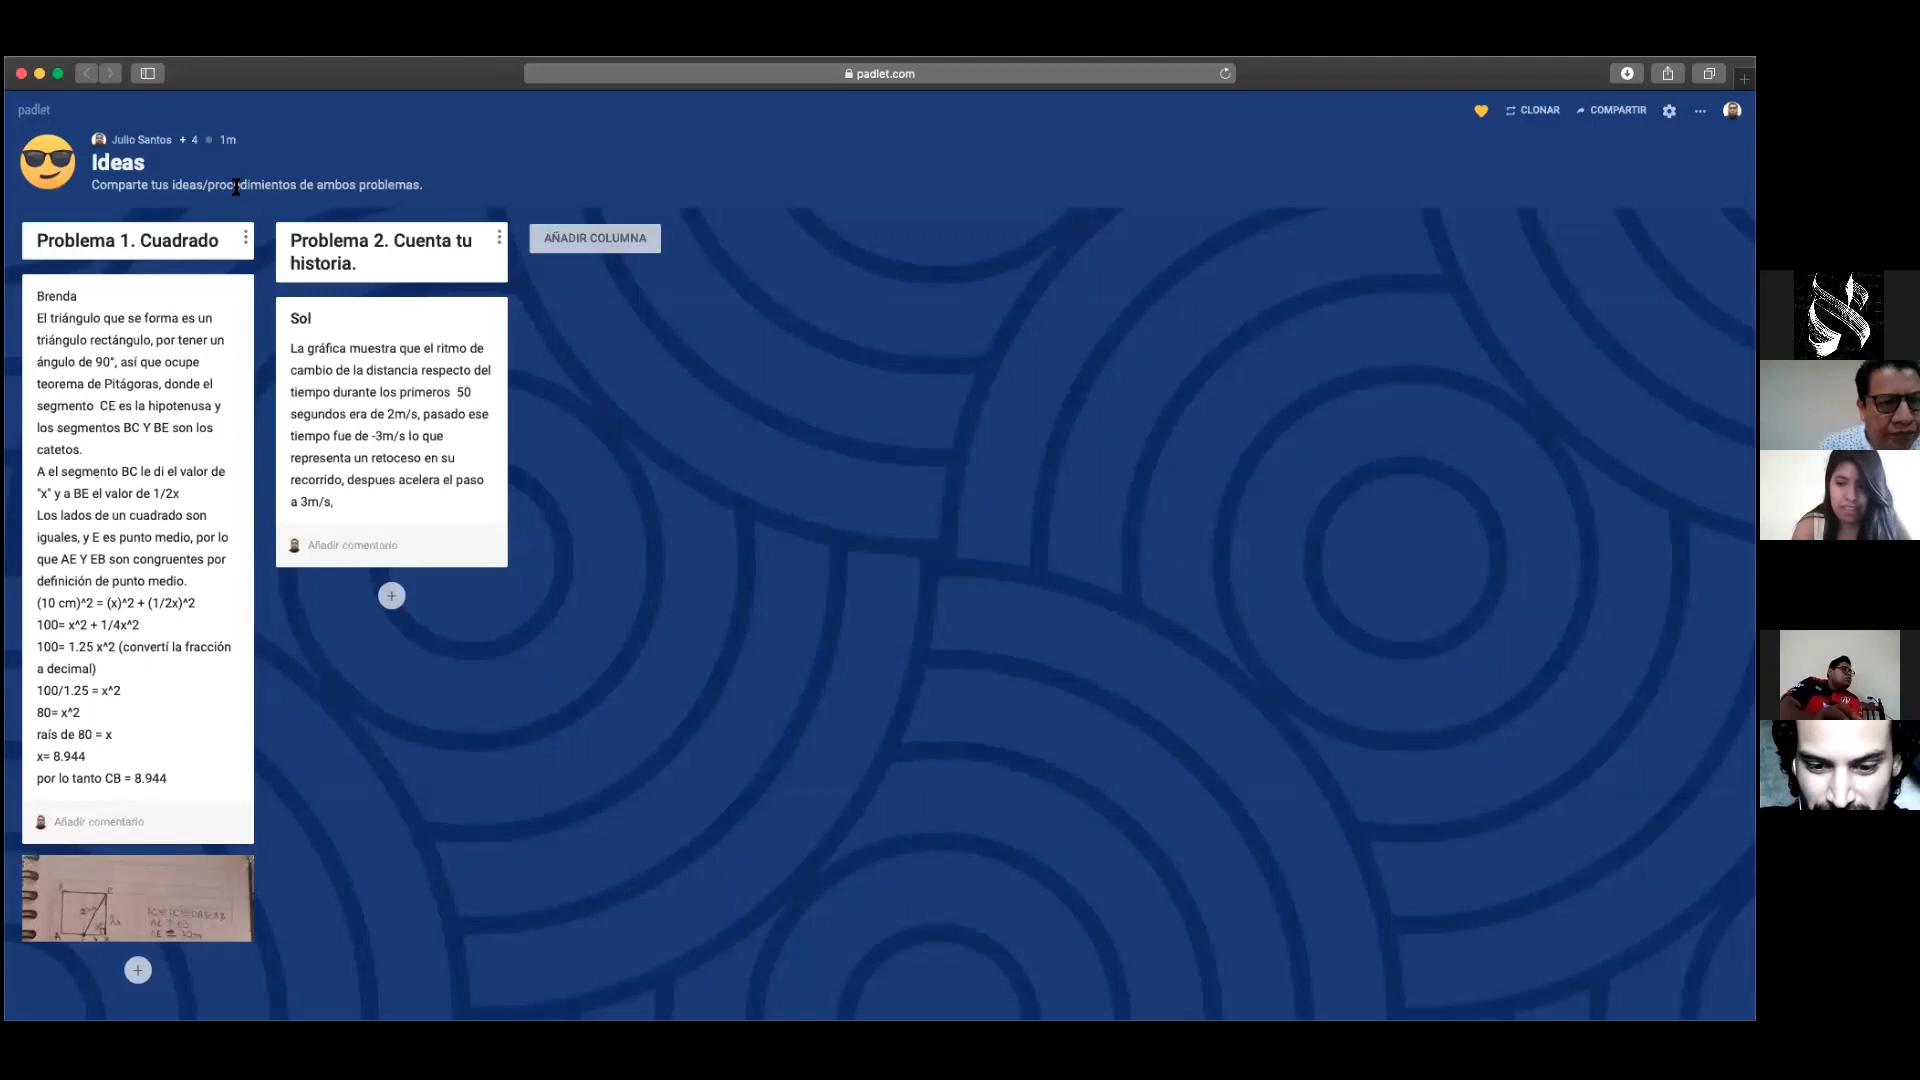 padlet.com
padlet
CLONAR
COMPARTIR
Julio Santos + 4 1m
Ideas
Comparte tus ideas/procedimientos de ambos problemas.
Problema 1. Cuadrado
Brenda
El triángulo que se forma es un
triángulo rectángulo, por tener un
ángulo de 90°, así que ocupe
teorema de Pitágoras, donde el
segmento CE es la hipotenusa y
los segmentos BC Y BE son los
catetos.
A el segmento BC le di el valor de
"x" y a BE el valor de 1/2x
Los lados de un cuadrado son
iguales, y E es punto medio, por lo
que AE Y EB son congruentes por
definición de punto medio.
(10 cm)^2 = (x)^2 + (1/2x)^2
100= x^2 + 1/4x^2
100= 1.25 x^2 (convertí la fracción
a decimal)
100/1.25 = x^2
80= x^2
raís de 80 = x
x= 8.944
por lo tanto CB = 8.944
Añadir comentario
Problema 2. Cuenta tu
historia.
Sol
La gráfica muestra que el ritmo de
cambio de la distancia respecto del
tiempo durante los primeros 50
segundos era de 2m/s, pasado ese
tiempo fue de -3m/s lo que
representa un retoceso en su
recorrido, despues acelera el paso
a 3m/s,
Añadir comentario
AÑADIR COLUMNA